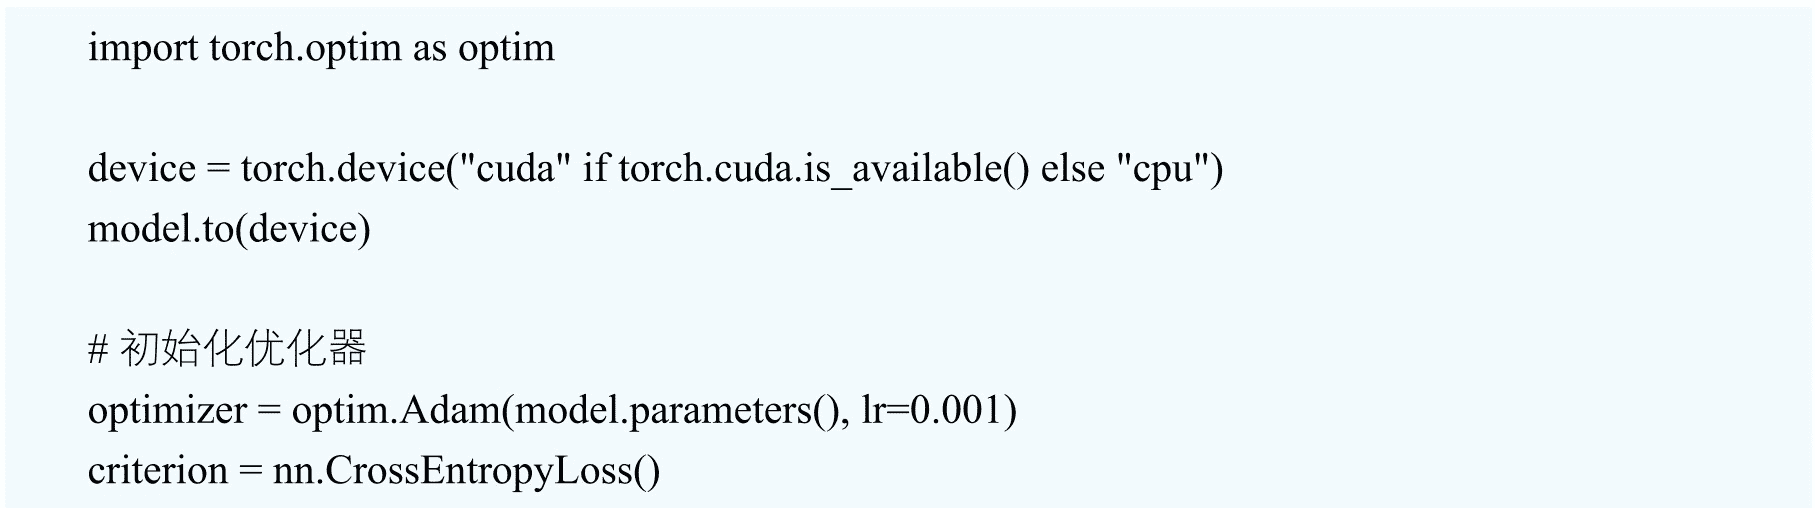 import torch.optim as optim
device = torch.device("cuda" if torch.cuda.is_available() else "cpu")
model.to(device)
# 初始化优化器
optimizer = optim.Adam(model.parameters(), lr=0.001)
criterion = nn.CrossEntropyLoss()